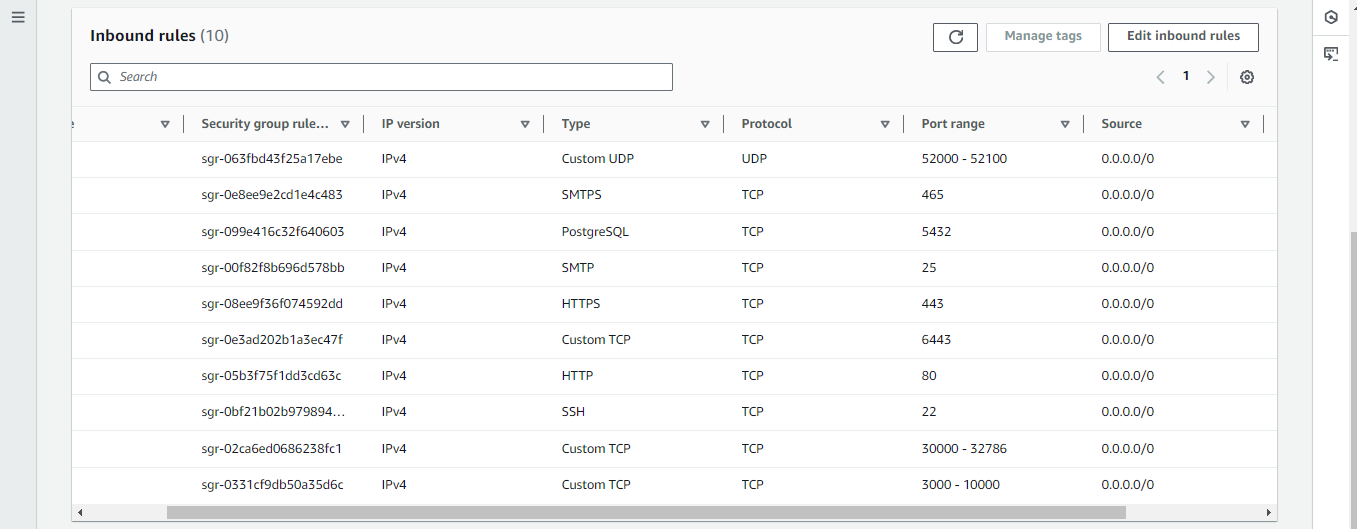 Inbound rules (10)
Manage tags
Edit inbound rules
Search
1
e Security group rule... IP version Type Protocol Port range Source
sgr-063fbd43f25a17ebe IPv4 Custom UDP UDP 52000 - 52100 0.0.0.0/0
sgr-0e8ee9e2cd1e4c483 IPv4 SMTPS TCP 465 0.0.0.0/0
sgr-099e416c32f640603 IPv4 PostgreSQL TCP 5432 0.0.0.0/0
sgr-00f82f8b696d578bb IPv4 SMTP TCP 25 0.0.0.0/0
sgr-08ee9f36f074592dd IPv4 HTTPS TCP 443 0.0.0.0/0
sgr-0e3ad202b1a3ec47f IPv4 Custom TCP TCP 6443 0.0.0.0/0
sgr-05b3f75f1dd3cd63c IPv4 HTTP TCP 80 0.0.0.0/0
sgr-0bf21b02b979894... IPv4 SSH TCP 22 0.0.0.0/0
sgr-02ca6ed0686238fc1 IPv4 Custom TCP TCP 30000 - 32786 0.0.0.0/0
sgr-0331cf9db50a35d6c IPv4 Custom TCP TCP 3000 - 10000 0.0.0.0/0